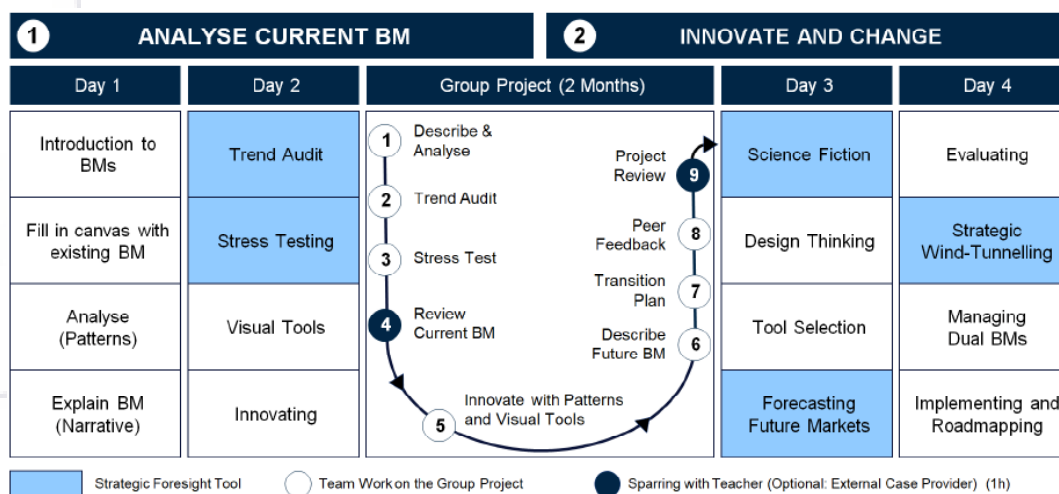 1 ANALYSE CURRENT BM
2 INNOVATE AND CHANGE
Day 1
Day 2
Group Project (2 Months)
Day 3
Day 4
Introduction to
BMs
Fill in canvas with
existing BM
Analyse
(Patterns)
Explain BM
(Narrative)
Trend Audit
Stress Testing
Visual Tools
Innovating
1 Describe &
Analyse
2 Trend Audit
3 Stress Test
4 Review
Current BM
5 Innovate with Patterns
and Visual Tools
Describe
Future BM 6
Transition
Plan 7
Peer
Feedback 8
Project
Review 9
Science Fiction
Design Thinking
Tool Selection
Forecasting
Future Markets
Evaluating
Strategic
Wind-Tunnelling
Managing
Dual BMs
Implementing and
Roadmapping
Strategic Foresight Tool
Team Work on the Group Project
Sparring with Teacher (Optional: External Case Provider) (1h)